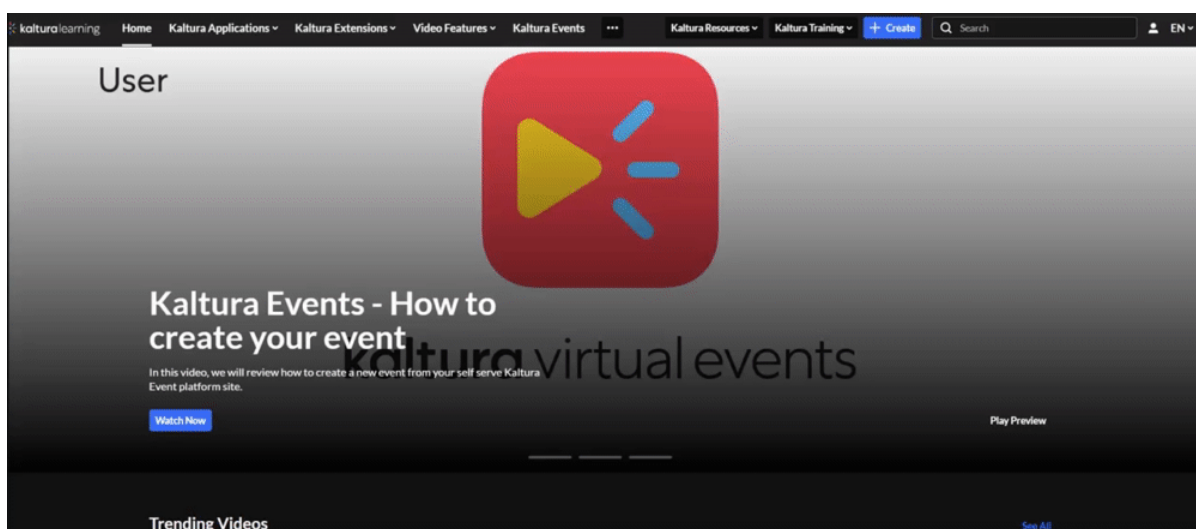 kalturalearning Home Kaltura Applications Kaltura Extensions Video Features Kaltura Events ••• Kaltura Resources Kaltura Training + Create Search EN
User
Kaltura Events - How to
create your event
kaltura virtual events
In this video, we will review how to create a new event from your self serve Kaltura
Event platform site.
Watch Now
Play Preview
Trending Videos
See All